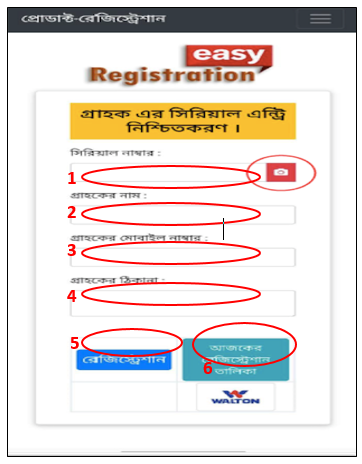 প্রোডাক্ট-রেজিস্ট্রেশান
easy
Registration
গ্রাহক এর সিরিয়াল এন্ট্রি
নিশ্চিতকরণ ।
সিরিয়াল নাম্বার :
1
গ্রাহকের নাম :
2
গ্রাহকের মোবাইল নাম্বার :
3
গ্রাহকের ঠিকানা :
4
5
রেজিস্ট্রেশান
আজকের
রেজিস্ট্রেশান
তালিকা
6
WALTON